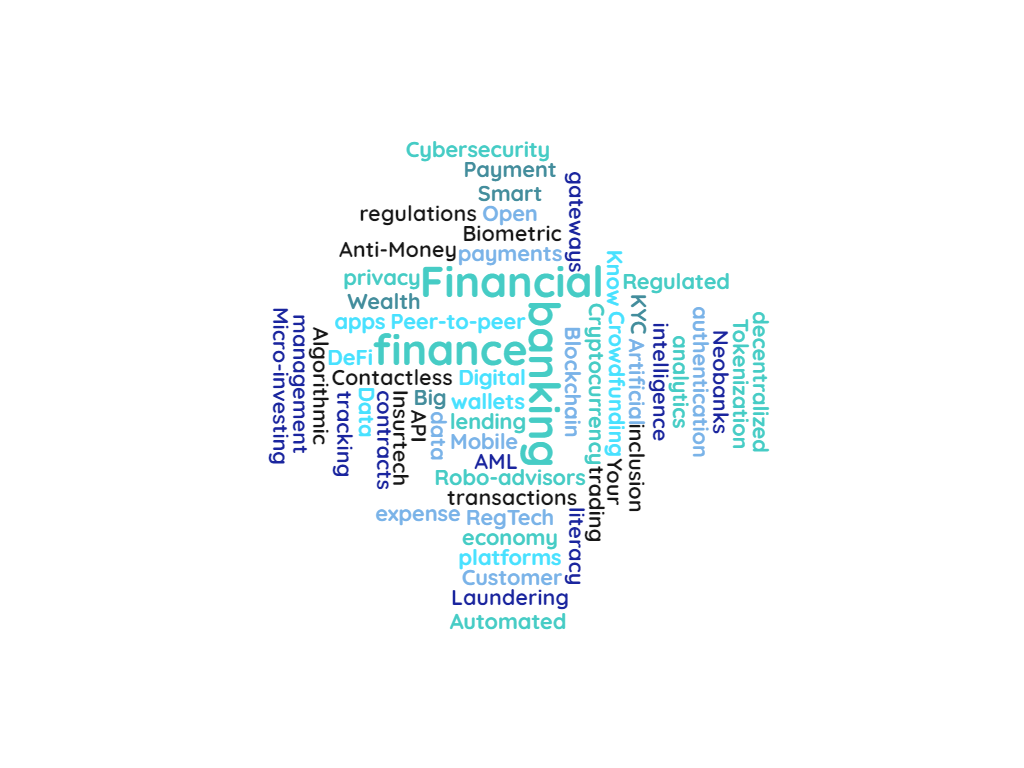 Cybersecurity
Payment
gateways
Smart
regulations Open
Biometric
Anti-Money payments
Know
privacy Financial Regulated
Wealth
KYC
banking
Cryptocurrency
apps Peer-to-peer
Crowdfunding
authentication
decentralized
Micro-investing
management
Algorithmic
Blockchain
intelligence
Neobanks
Tokenization
DeFi finance
Artificial
analytics
Contactless Digital
Data
contracts
Insurtech
tracking
Big wallets
API
data
lending
Mobile
inclusion
AML
Your
trading
Robo-advisors
transactions
expense RegTech
literacy
economy
platforms
Customer
Laundering
Automated